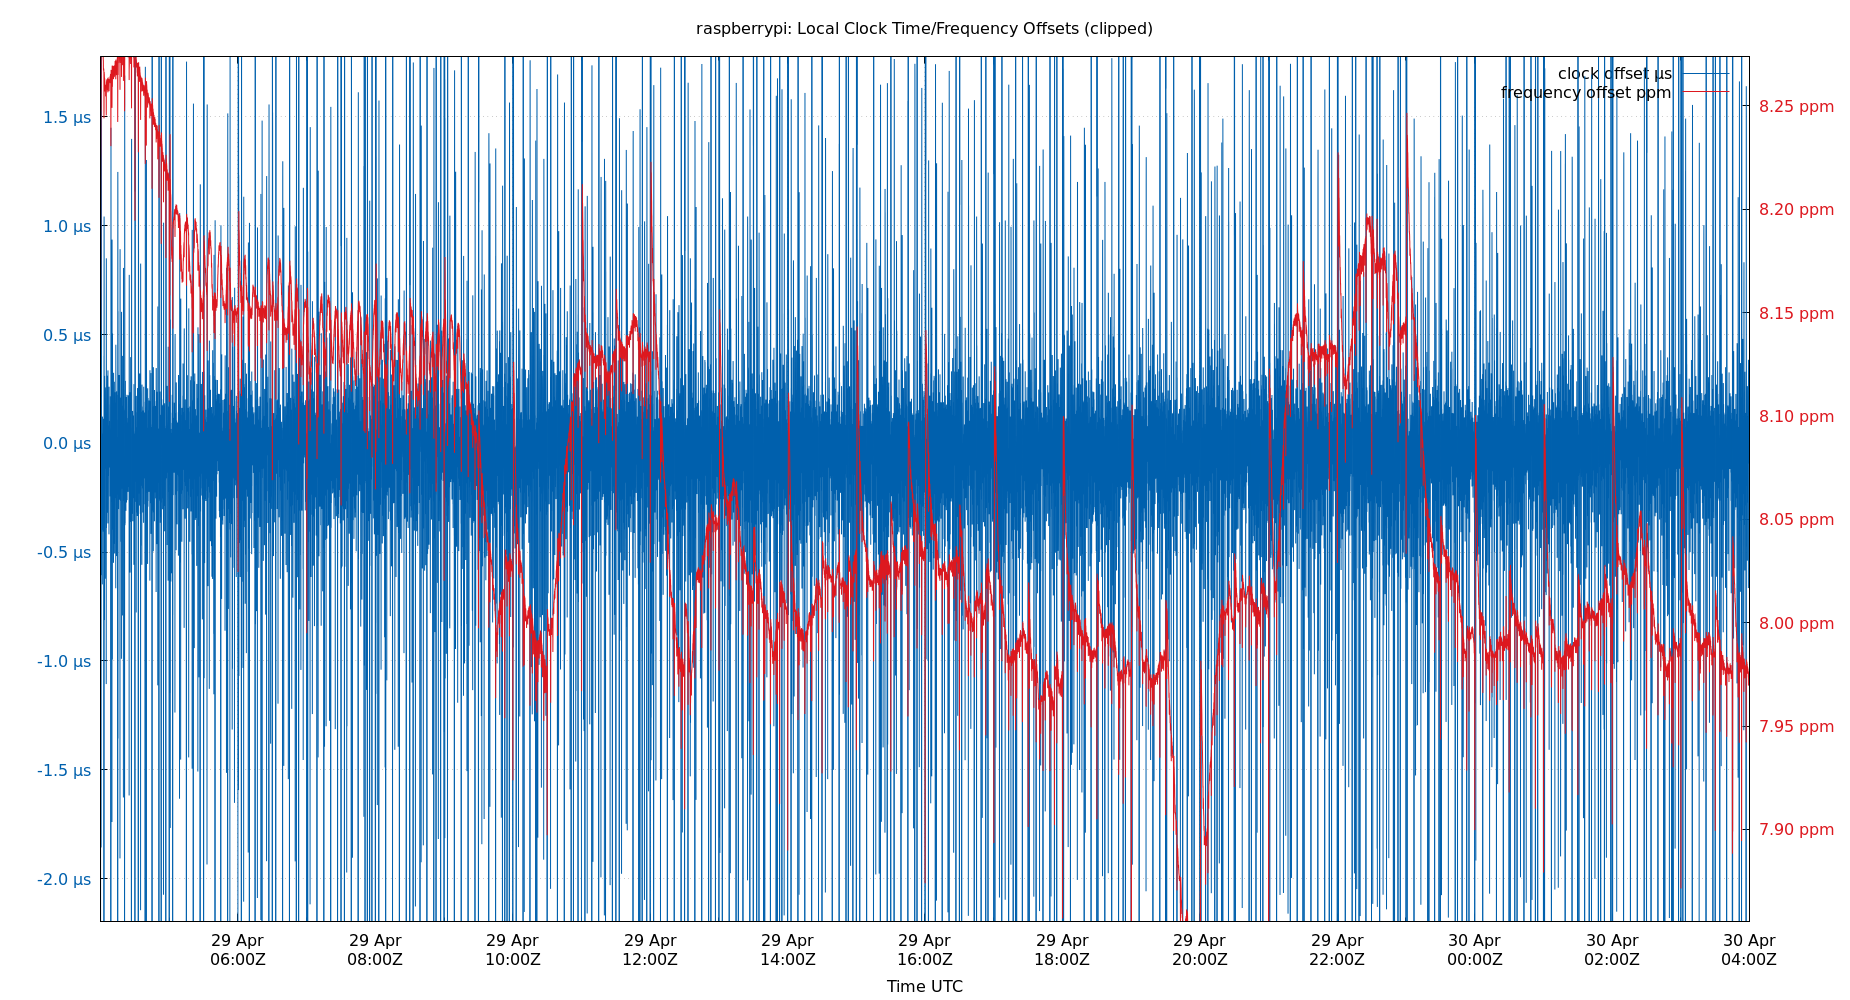 raspberrypi: Local Clock Time/Frequency Offsets (clipped)
clock offset µs
frequency offset ppm
1.5 µs
1.0 µs
0.5 µs
0.0 µs
-0.5 µs
-1.0 µs
-1.5 µs
-2.0 µs
8.25 ppm
8.20 ppm
8.15 ppm
8.10 ppm
8.05 ppm
8.00 ppm
7.95 ppm
7.90 ppm
29 Apr
06:00Z
29 Apr
08:00Z
29 Apr
10:00Z
29 Apr
12:00Z
29 Apr
14:00Z
29 Apr
16:00Z
29 Apr
18:00Z
29 Apr
20:00Z
29 Apr
22:00Z
30 Apr
00:00Z
30 Apr
02:00Z
30 Apr
04:00Z
Time UTC